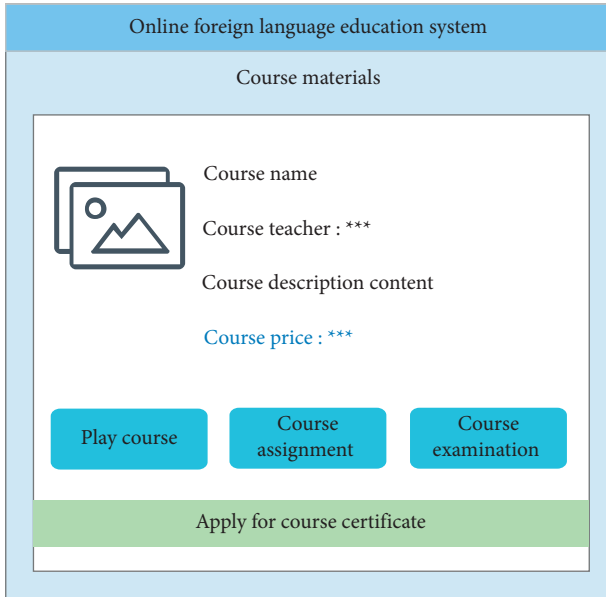 Online foreign language education system
Course materials
Course name
Course teacher : ***
Course description content
Course price : ***
Play course
Course
assignment
Course
examination
Apply for course certificate